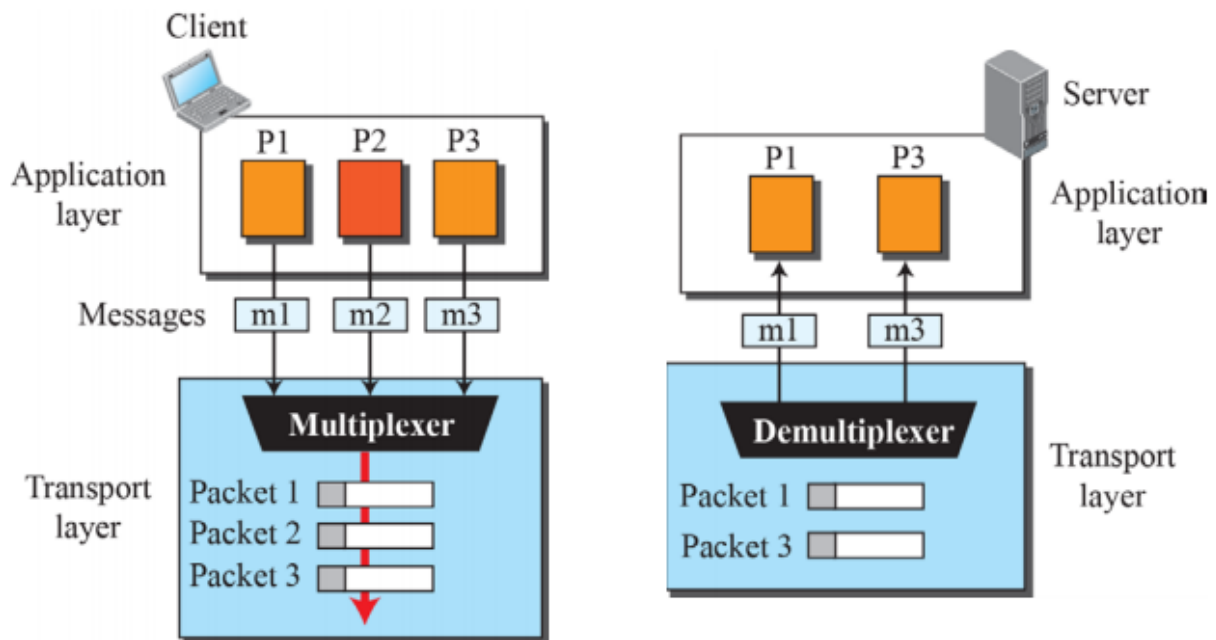 Client
P1 P2 P3
Application
layer
Messages
m1 m2 m3
Multiplexer
Transport
layer
Packet 1
Packet 2
Packet 3
Server
P1 P3
Application
layer
m1 m3
Demultiplexer
Transport
layer
Packet 1
Packet 3